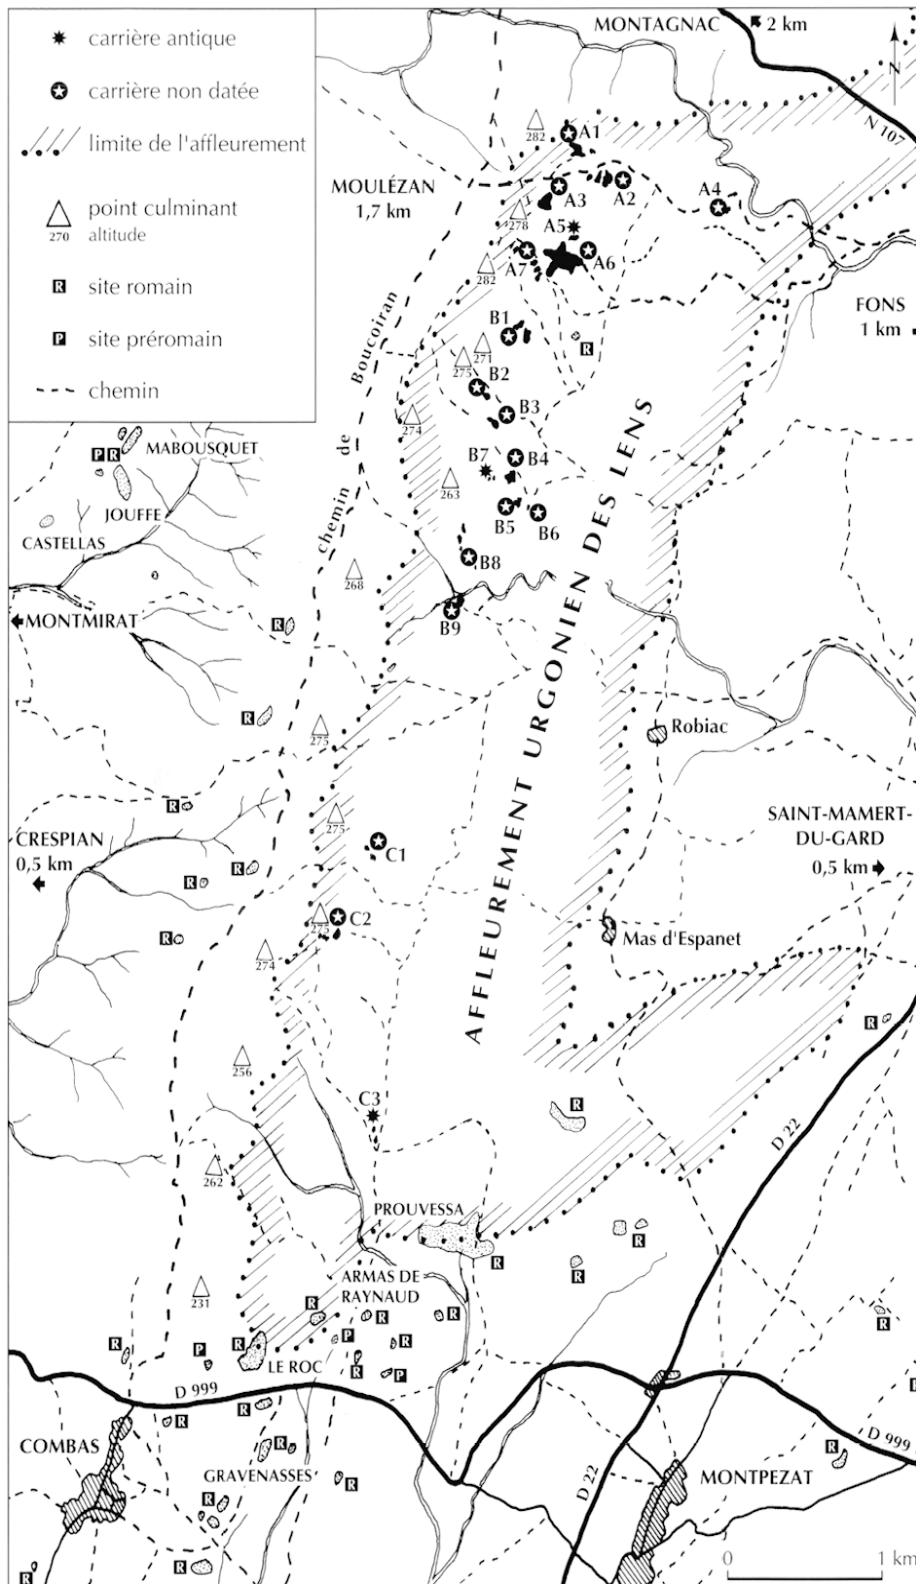 carrière antique
carrière non datée
limite de l'affleurement
270
point culminant
altitude
R site romain
P site préromain
chemin
MONTAGNAC
2 km
N
N 107
282
A1
MOULÉZAN
1,7 km
A3
A2
A4
278
A5
A7
A6
282
FONS
1 km
chemin de Boucoiran
B1
R
271
275
B2
274
B3
B7
B4
263
B5
B6
B8
B9
268
MABOUSQUET
P R
JOUFFE
CASTELLAS
MONTMIRAT
R
R
275
AFFLEUREMENT URGONIEN DES LENS
Robiac
R
275
CRESPIAN
0,5 km
R
R
C1
SAINT-MAMERT-
DU-GARD
0,5 km
275
C2
R
274
Mas d'Espanet
R
256
C3
R
D 22
262
PROUVESSA
R
R
R
231
ARMAS DE
RAYNAUD
R
R
R
R
R
P
R
P
R
R
P
LE ROC
R
D 999
R
R
COMBAS
R
GRAVENASSES
R
R
R
R
D 22
MONTPEZAT
R
D 999
0
1 km